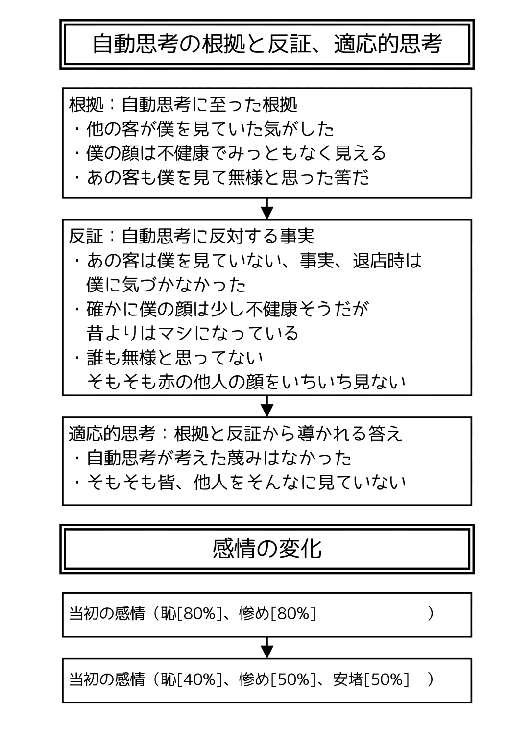 自動思考の根拠と反証、適応的思考
根拠：自動思考に至った根拠
・他の客が僕を見ていた気がした
・僕の顔は不健康でみっともなく見える
・あの客も僕を見て無様と思った筈だ
反証：自動思考に反対する事実
・あの客は僕を見ていない、事実、退店時は
僕に気づかなかった
・確かに僕の顔は少し不健康そうだが
昔よりはマシになっている
・誰も無様と思ってない
そもそも赤の他人の顔をいちいち見ない
適応的思考：根拠と反証から導かれる答え
・自動思考が考えた蔑みはなかった
・そもそも皆、他人をそんなに見ていない
感情の変化
当初の感情（恥[80%]、惨め[80%]　　　　　　）
当初の感情（恥[40%]、惨め[50%]、安堵[50%]　）